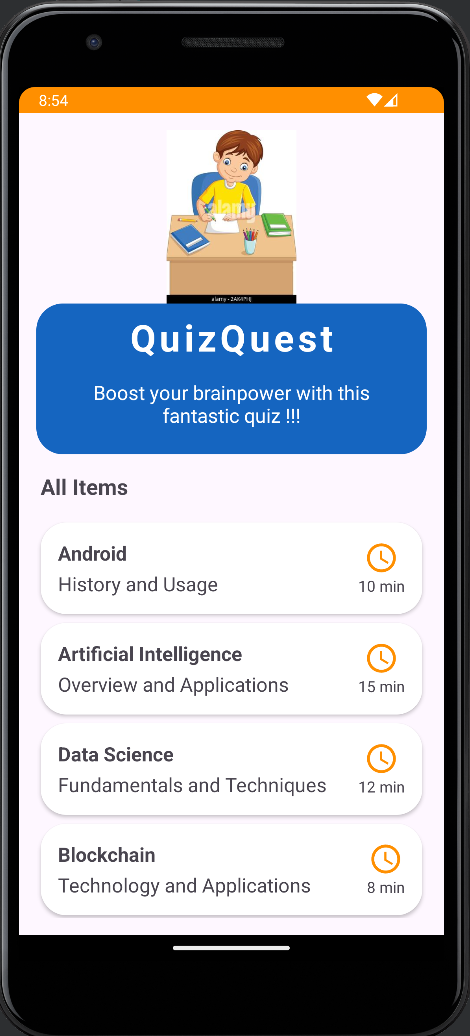 8:54
alamy
alamy - 2AK4PHJ
QuizQuest
Boost your brainpower with this
fantastic quiz !!!
All Items
Android
History and Usage
10 min
Artificial Intelligence
Overview and Applications
15 min
Data Science
Fundamentals and Techniques
12 min
Blockchain
Technology and Applications
8 min